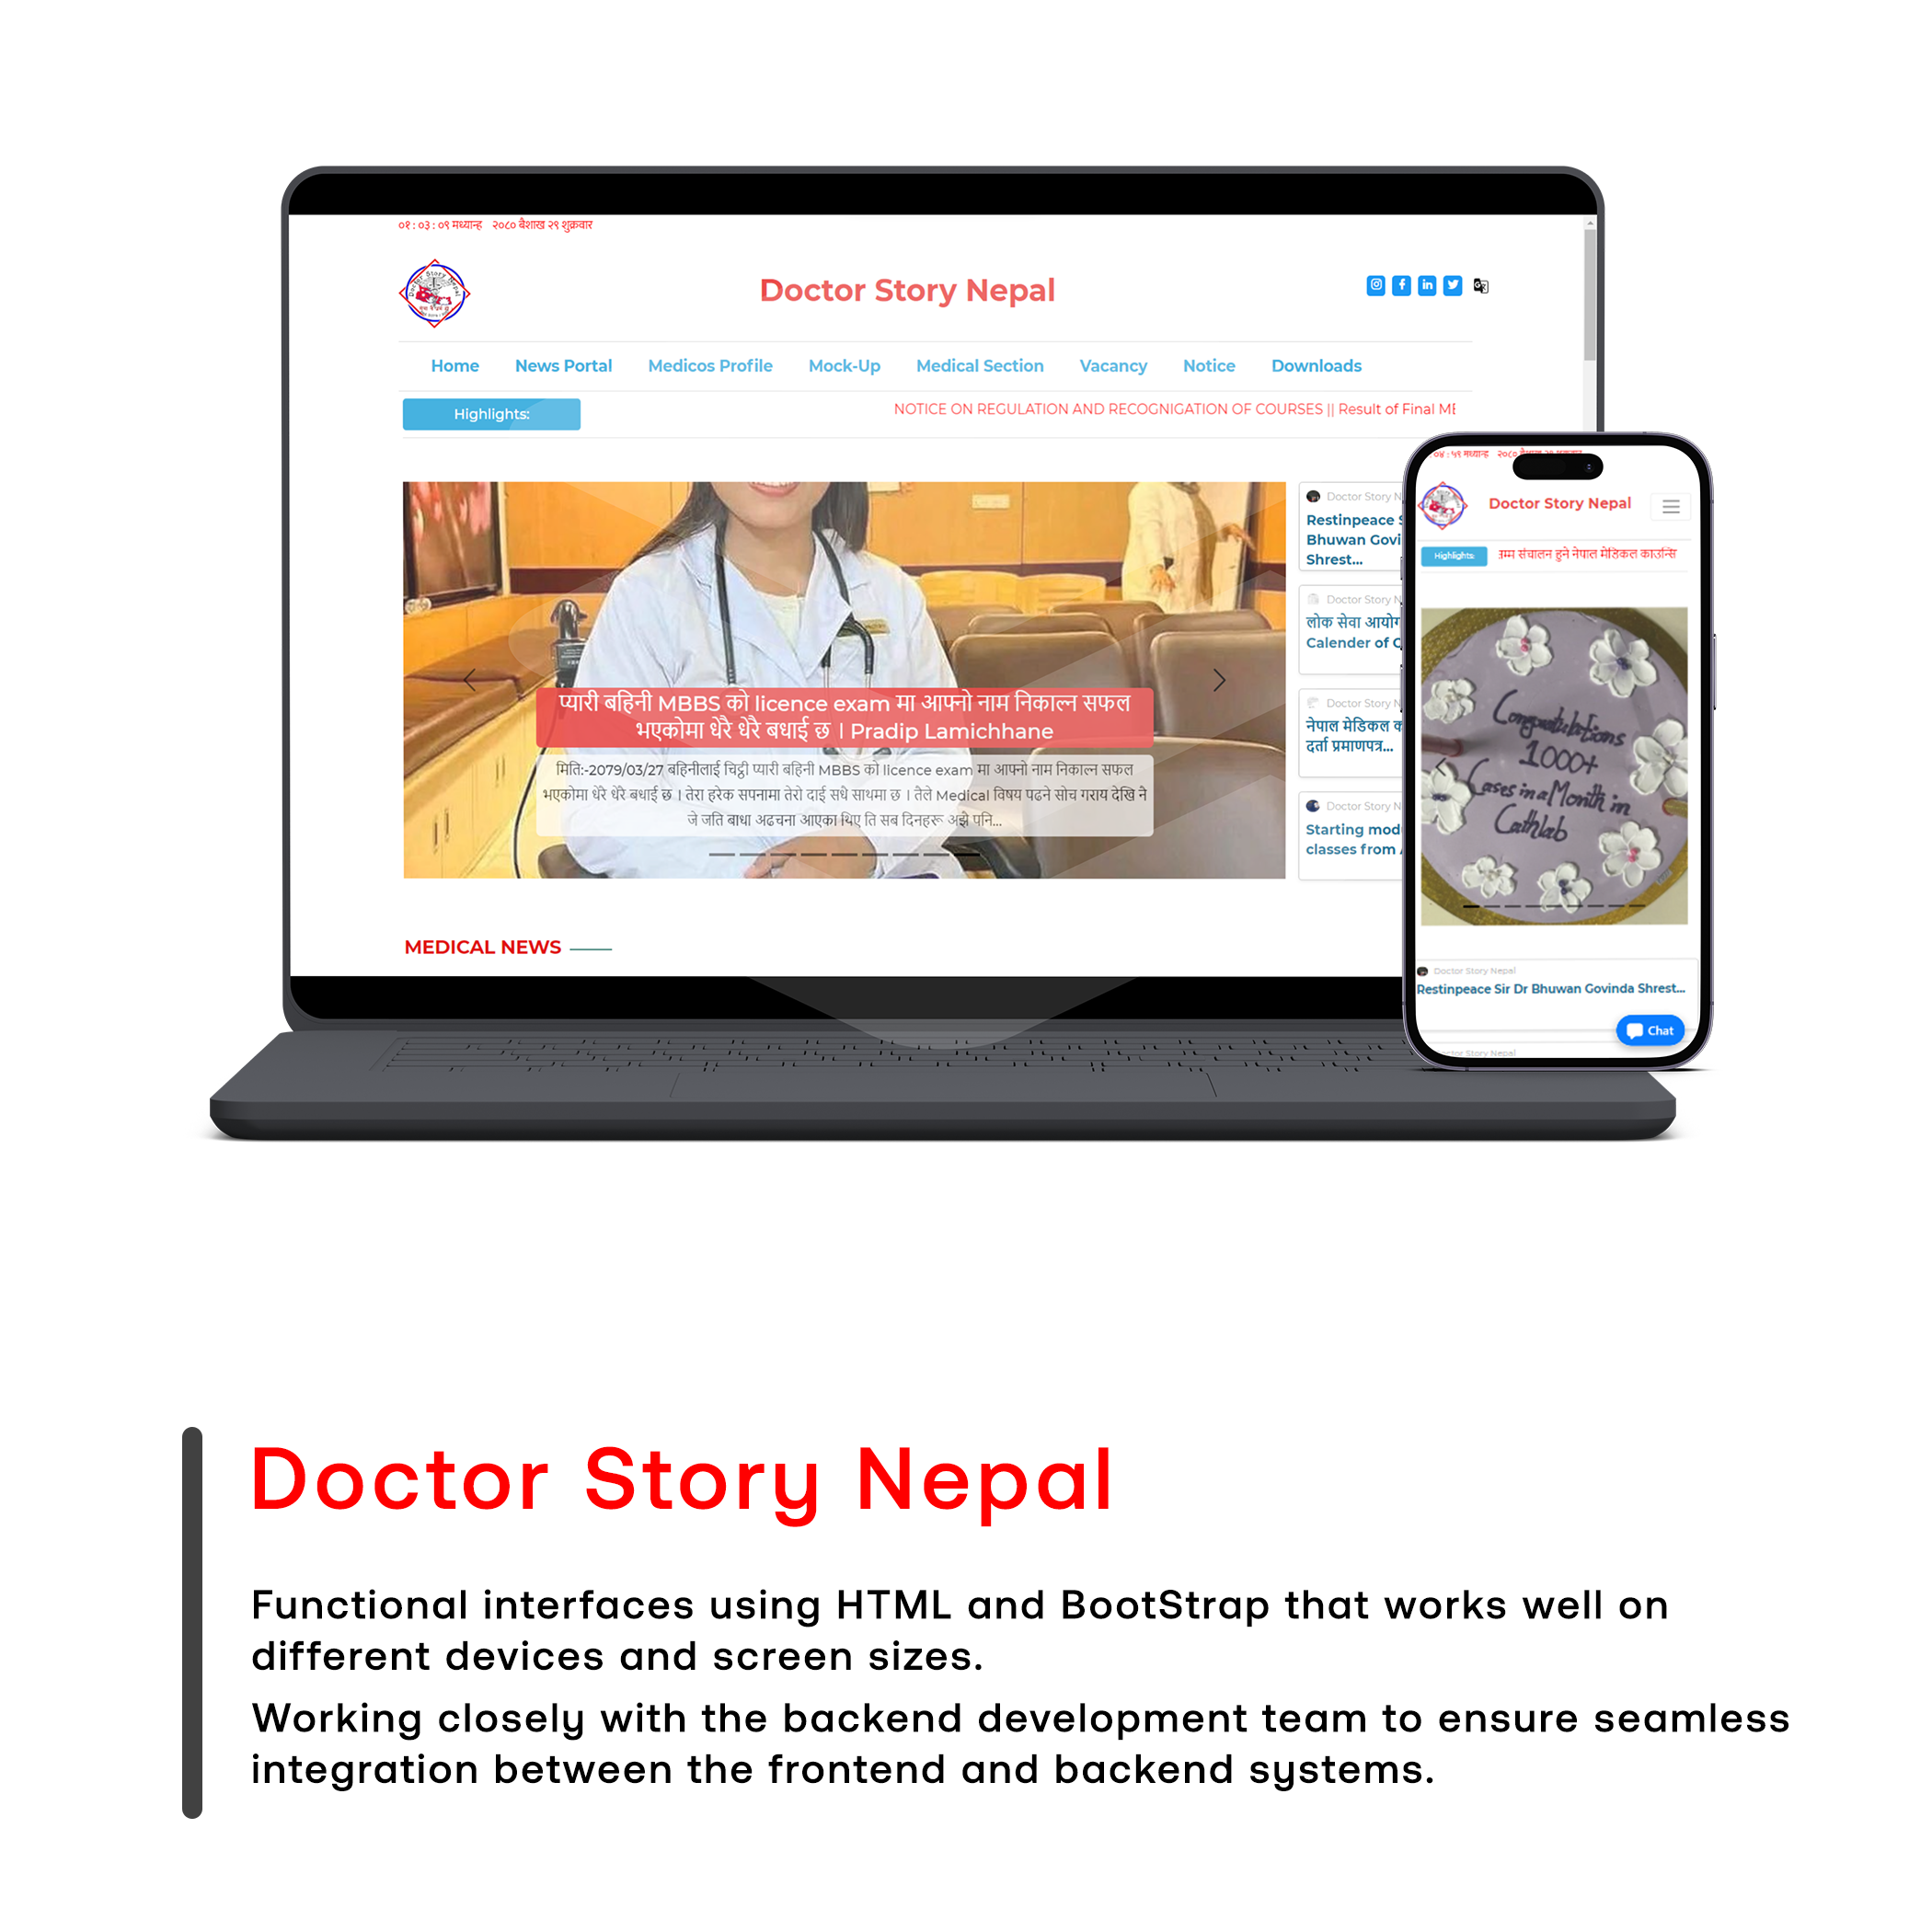 ०१ : ०३ : ०९ मध्यान्ह २०८० बैशाख २९ शुक्रवार
Doctor Story Nepal
Home News Portal Medicos Profile Mock-Up Medical Section Vacancy Notice Downloads
Highlights:
NOTICE ON REGULATION AND RECOGNIGATION OF COURSES || Result of Final ME
प्यारी बहिनी MBBS को licence exam मा आफ्नो नाम निकाल्न सफल
भएकोमा धेरै धेरै बधाई छ । Pradip Lamichhane
मिति:-2079/03/27 बहिनीलाई चिट्ठी प्यारी बहिनी MBBS को licence exam मा आफ्नो नाम निकाल्न सफल
भएकोमा धेरै धेरै बधाई छ । तेरा हरेक सपनामा तेरो दाई सधै साथमा छ । तैले Medical विषय पढने सोच गराय देखि नै
जे जति बाधा अढचना आएका थिए ति सब दिनहरू अझै पनि...
Doctor Story N
Restinpeace S
Bhuwan Govi
Shrest...
Doctor Story N
लोक सेवा आयोग
Calender of C
Doctor Story N
नेपाल मेडिकल क
दर्ता प्रमाणपत्र...
Doctor Story N
Starting mod
classes from
MEDICAL NEWS
०४ : ५१ मध्यान्ह २०८०
Doctor Story Nepal
Highlights:
संचालन हुने नेपाल मेडिकल काउन्सि
Congratulations
1000+
Cases in a Month in
Cathlab
Doctor Story Nepal
Restinpeace Sir Dr Bhuwan Govinda Shrest...
Chat
Story Nepal
Doctor Story Nepal
Functional interfaces using HTML and BootStrap that works well on
different devices and screen sizes.
Working closely with the backend development team to ensure seamless
integration between the frontend and backend systems.